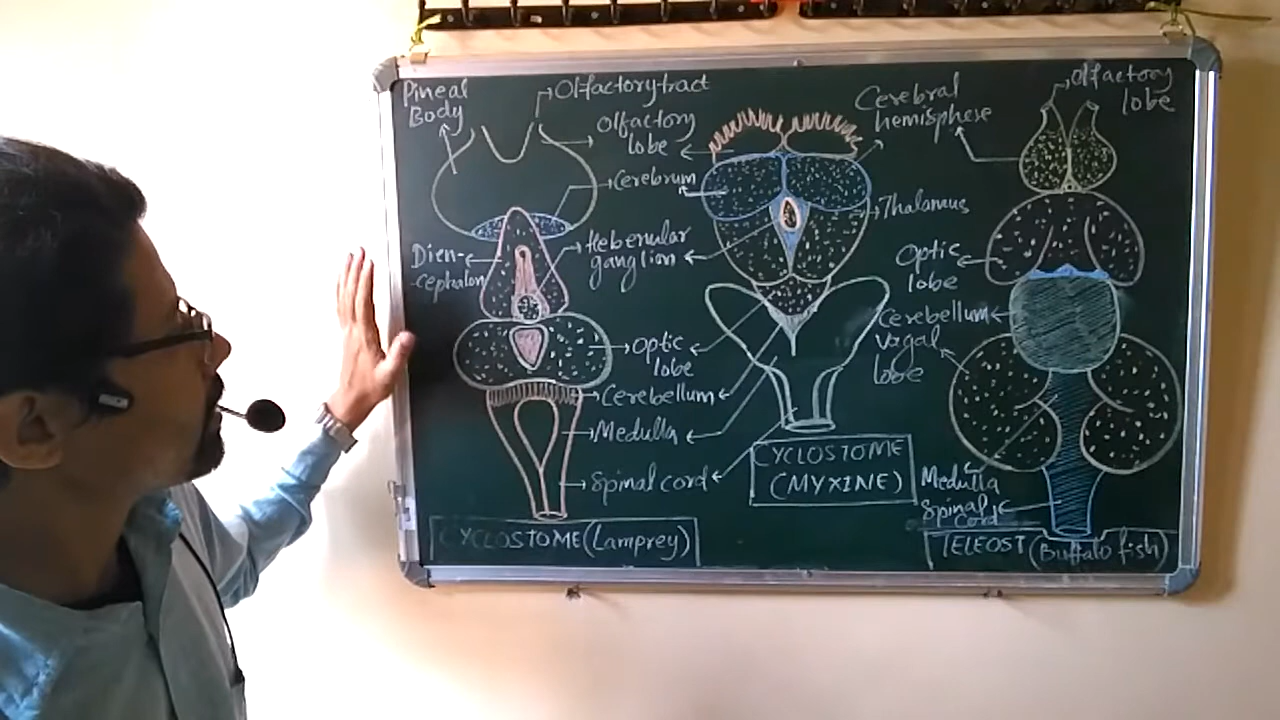 Pineal
Body
Olfactory tract
Olfactory
lobe
Cerebrum
Hebenular
ganglion
Dien-
cephalon
Optic
lobe
Cerebellum
Medulla
Spinal cord
CYCLOSTOME (Lamprey)
Cerebral
hemisphere
Thalamus
CYCLOSTOME
(MYXINE)
Olfactory
lobe
Optic
lobe
Cerebellum
vagal
lobe
Medulla
Spinal
Cord
TELEOST (Buffalo fish)